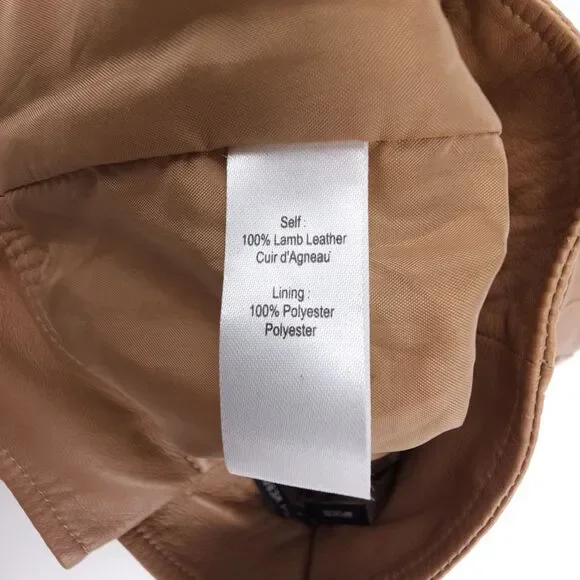 Self :
100% Lamb Leather
Cuir d'Agneau
Lining :
100% Polyester
Polyester